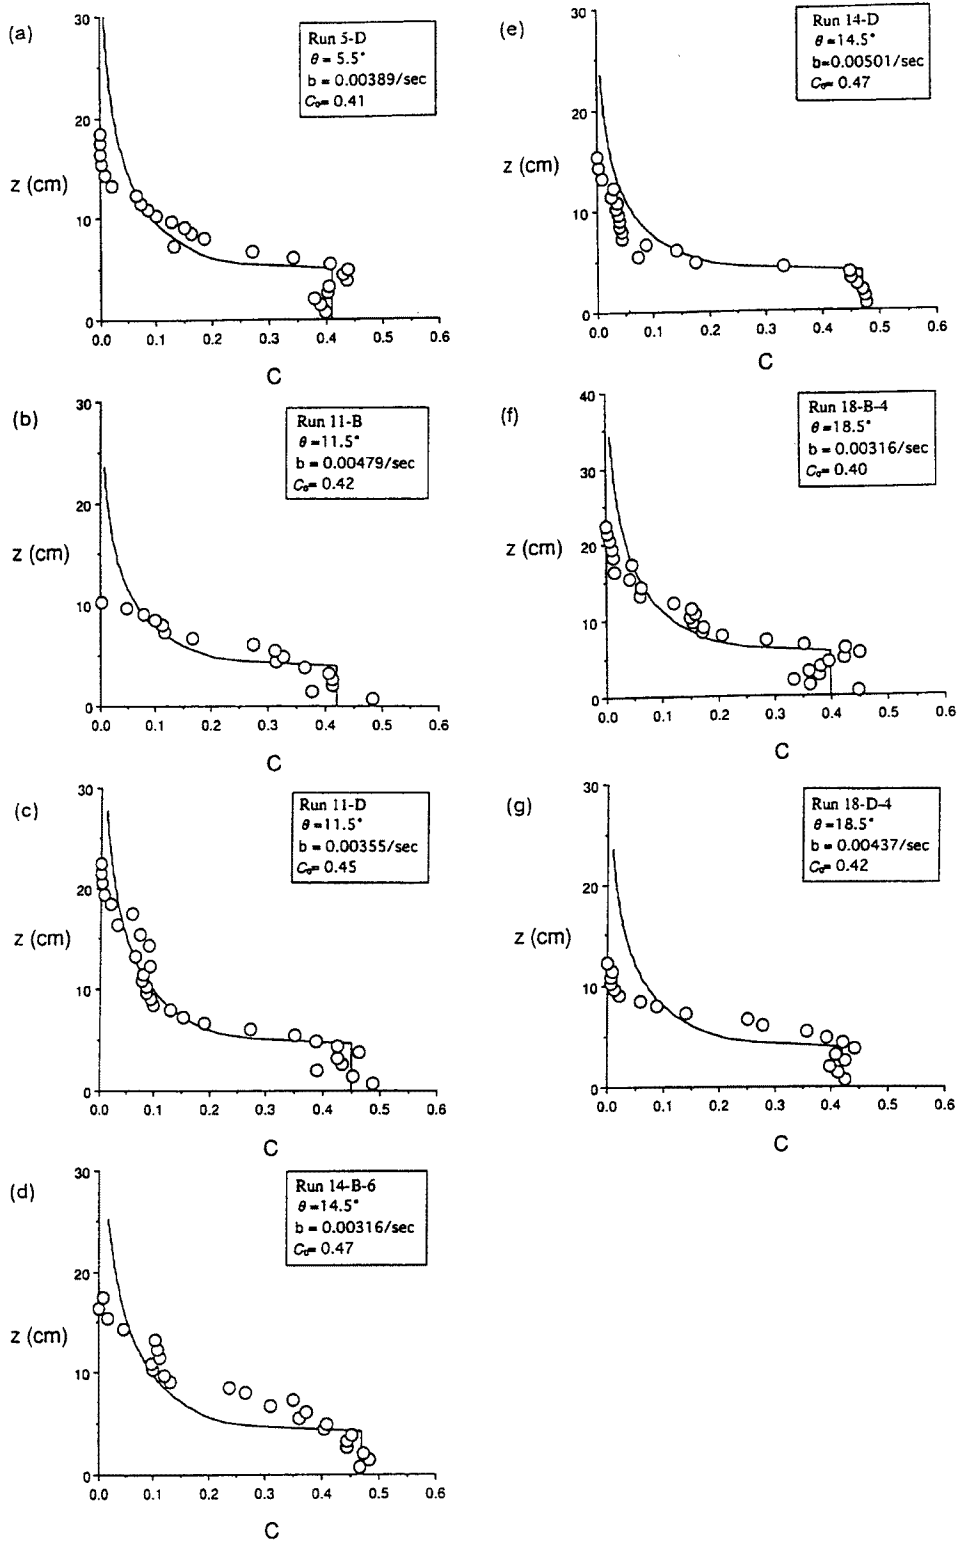 (a)
30
20
10
0
z (cm)
Run 5-D
θ = 5.5°
b = 0.00389/sec
C₀= 0.41
0.0 0.1 0.2 0.3 0.4 0.5 0.6
C
(b)
30
20
10
0
z (cm)
Run 11-B
θ =11.5°
b = 0.00479/sec
C₀= 0.42
0.0 0.1 0.2 0.3 0.4 0.5 0.6
C
(c)
30
20
10
0
z (cm)
Run 11-D
θ =11.5°
b = 0.00355/sec
C₀= 0.45
0.0 0.1 0.2 0.3 0.4 0.5 0.6
C
(d)
30
20
10
0
z (cm)
Run 14-B-6
θ =14.5°
b = 0.00316/sec
C₀= 0.47
0.0 0.1 0.2 0.3 0.4 0.5 0.6
C
(e)
30
20
10
0
z (cm)
Run 14-D
θ =14.5°
b=0.00501/sec
C₀= 0.47
0.0 0.1 0.2 0.3 0.4 0.5 0.6
C
(f)
40
30
20
10
0
z (cm)
Run 18-B-4
θ =18.5°
b = 0.00316/sec
C₀= 0.40
0.0 0.1 0.2 0.3 0.4 0.5 0.6
C
(g)
30
20
10
0
z (cm)
Run 18-D-4
θ =18.5°
b = 0.00437/sec
C₀= 0.42
0.0 0.1 0.2 0.3 0.4 0.5 0.6
C